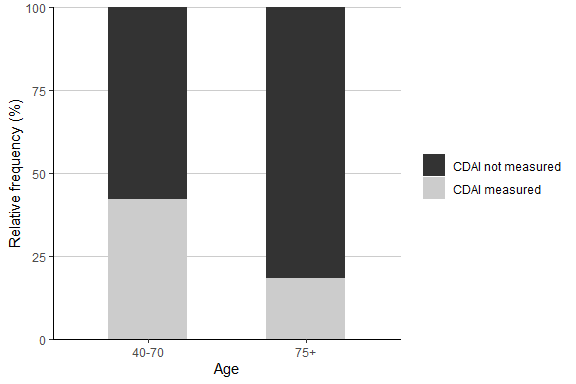 Relative frequency (%)
100
75
50
25
0
40-70
75+
Age
CDAI not measured
CDAI measured